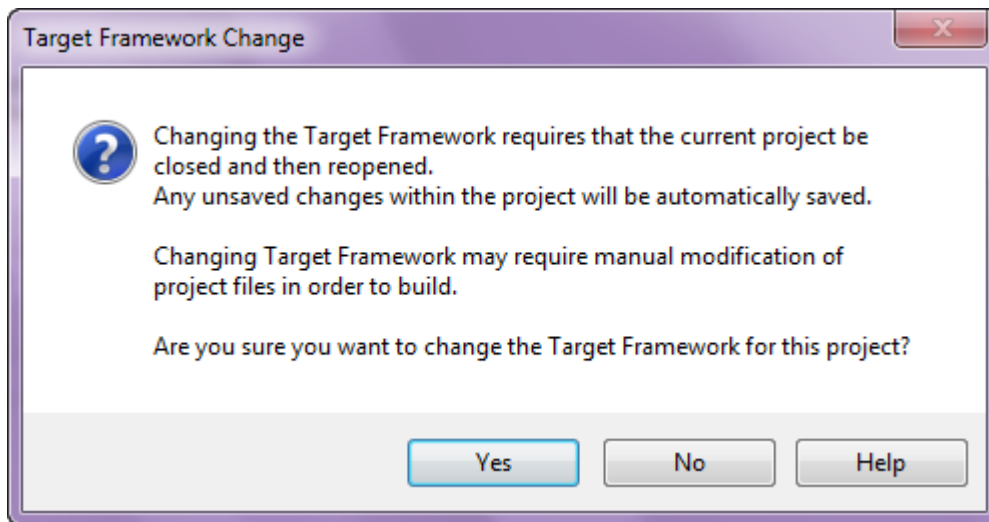 Target Framework Change
Changing the Target Framework requires that the current project be
closed and then reopened.
Any unsaved changes within the project will be automatically saved.
Changing Target Framework may require manual modification of
project files in order to build.
Are you sure you want to change the Target Framework for this project?
Yes No Help